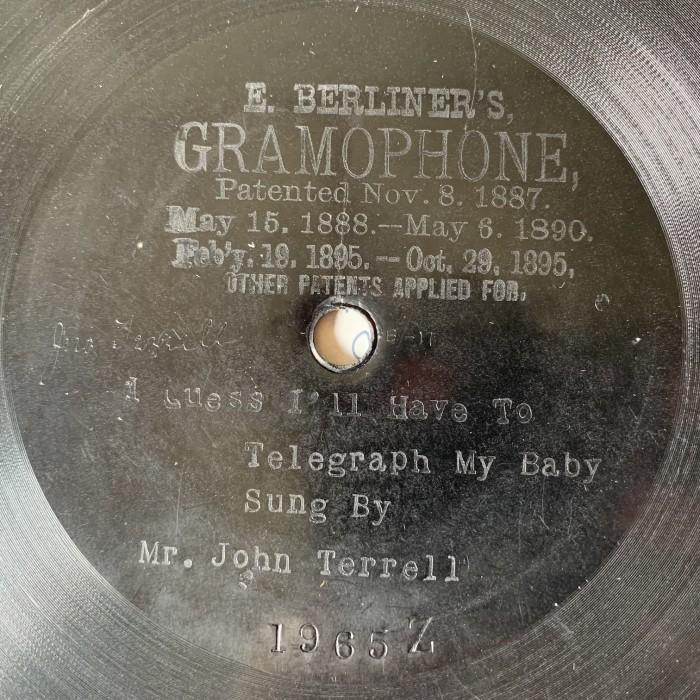 E. BERLINER'S,
GRAMOPHONE,
Patented Nov. 8. 1887.
May 15. 1888.—May 6. 1890.
Feb'y. 19. 1895.—Oct. 29. 1895,
OTHER PATENTS APPLIED FOR.
Terrell
I Guess I'll Have To
Telegraph My Baby
Sung By
Mr. John Terrell
1965 Z